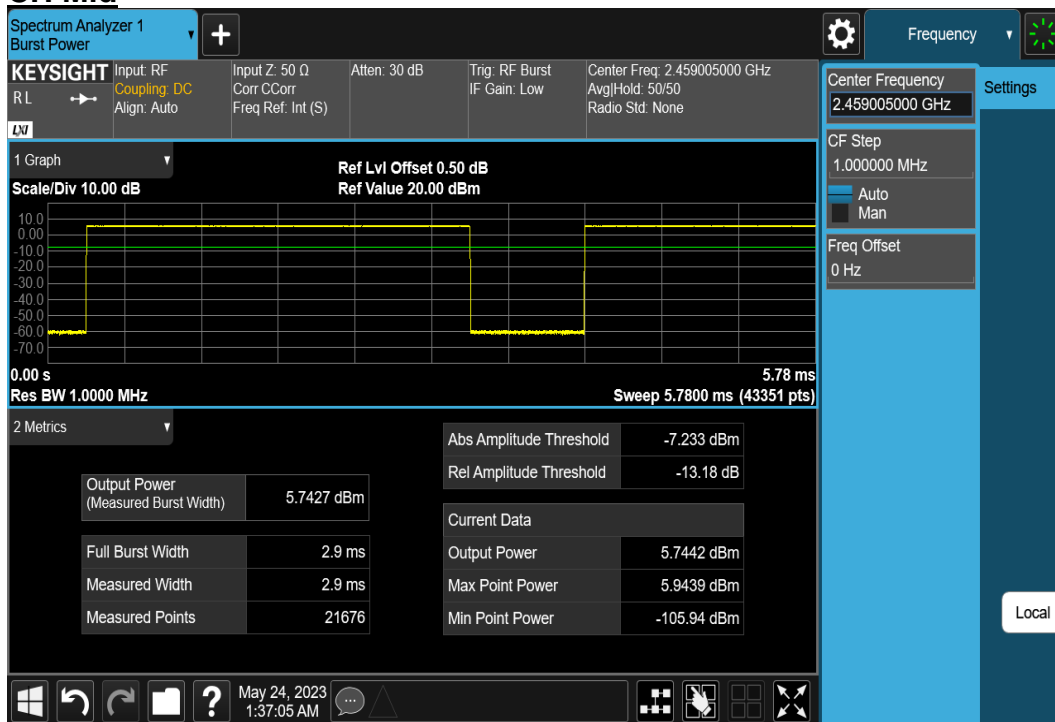 Spectrum Analyzer 1
Burst Power
Frequency
KEYSIGHT
R L
LXI
Input: RF
Coupling: DC
Align: Auto
Input Z: 50 Ω
Corr CCorr
Freq Ref: Int (S)
Atten: 30 dB
Trig: RF Burst
IF Gain: Low
Center Freq: 2.459005000 GHz
Avg|Hold: 50/50
Radio Std: None
Center Frequency
2.459005000 GHz
Settings
CF Step
1.000000 MHz
Auto
Man
Freq Offset
0 Hz
1 Graph
Scale/Div 10.00 dB
Ref Lvl Offset 0.50 dB
Ref Value 20.00 dBm
10.0
0.00
-10.0
-20.0
-30.0
-40.0
-50.0
-60.0
-70.0
0.00 s
5.78 ms
Res BW 1.0000 MHz
Sweep 5.7800 ms (43351 pts)
2 Metrics
Output Power
(Measured Burst Width)
5.7427 dBm
Full Burst Width 2.9 ms
Measured Width 2.9 ms
Measured Points 21676
Abs Amplitude Threshold -7.233 dBm
Rel Amplitude Threshold -13.18 dB
Current Data
Output Power 5.7442 dBm
Max Point Power 5.9439 dBm
Min Point Power -105.94 dBm
Local
?
May 24, 2023
1:37:05 AM